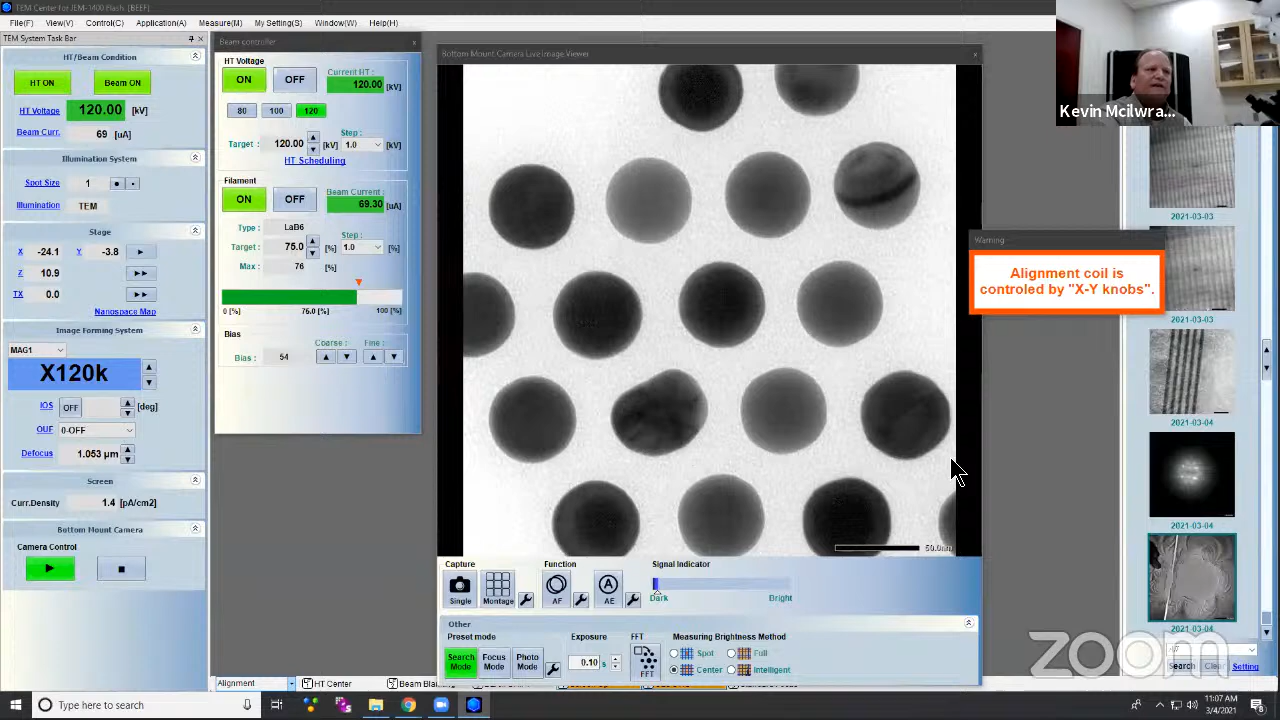 TEM Center for JEM-1400 Flash. [BEEF]
File(F) View(V) Control(C) Measure(M) My Setting(S) Window(W) Help(H)
TEM System Task Bar
HT/Beam Condition
HT ON
Beam ON
HT Voltage 120.00 [kV]
Beam Curr. 69 [uA]
Illumination System
Spot Size 1
Illumination TEM
Stage
X -24.1 Y -3.8
Z 10.9
TX 0.0
Nanospace Map
Image Forming System
MAG1
X120k
IOS OFF [deg]
OUF 0-OFF
Defocus 1.053 µm
Screen
Curr.Density 1.4 [pA/cm2]
Bottom Mount Camera
Camera Control
Beam controller
HT Voltage
ON OFF Current HT :
120.00 [kV]
80 100 120
Target : 120.00 [kV] Step : 1.0 [kV]
HT Scheduling
Filament
ON OFF Beam Current :
69.30 [uA]
Type : LaB6
Target : 75.0 [%] Step : 1.0 [%]
Max : 76 [%]
0 [%] 75.0 [%] 100 [%]
Bias
Coarse : Fine :
Bias : 54
Bottom Mount Camera Live Image Viewer
50.0nm
Capture Function Signal Indicator
Single Montage AF AE
Dark Bright
Other
Preset mode Exposure FFT Measuring Brightness Method
Search Mode
Focus Mode
Photo Mode
0.10 s
FFT
Spot Full
Center Intelligent
Kevin Mcilwra...
Warning
Alignment coil is
controled by "X-Y knobs".
2021-03-03
2021-03-03
2021-03-04
2021-03-04
2021-03-04
Search Clear Setting
zoom
Alignment HT Center
Type here to search
11:07 AM
3/4/2021